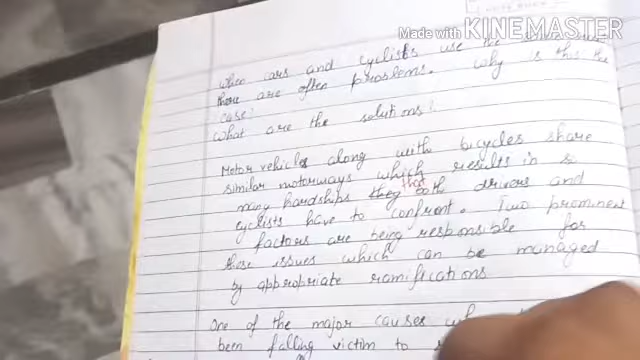 Made with KINEMASTER
when cars and cyclists use the
there are often problems. Why is this the
case?
What are the solutions?
Motor vehicles along with bicycles share
similar motorways which results in so
many hardships they that both drivers and
cyclists have to confront. Two prominent
factors are being responsible for
these issues which can be managed
by appropriate ramifications
One of the major causes
been falling victim to